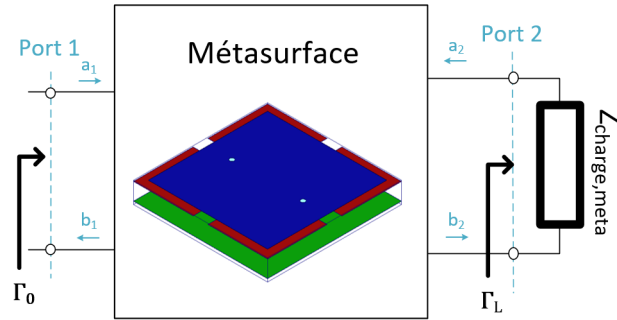 Port 1
a1
Métasurface
a2
Port 2
Zcharge,meta
b1
b2
Γ0
ΓL